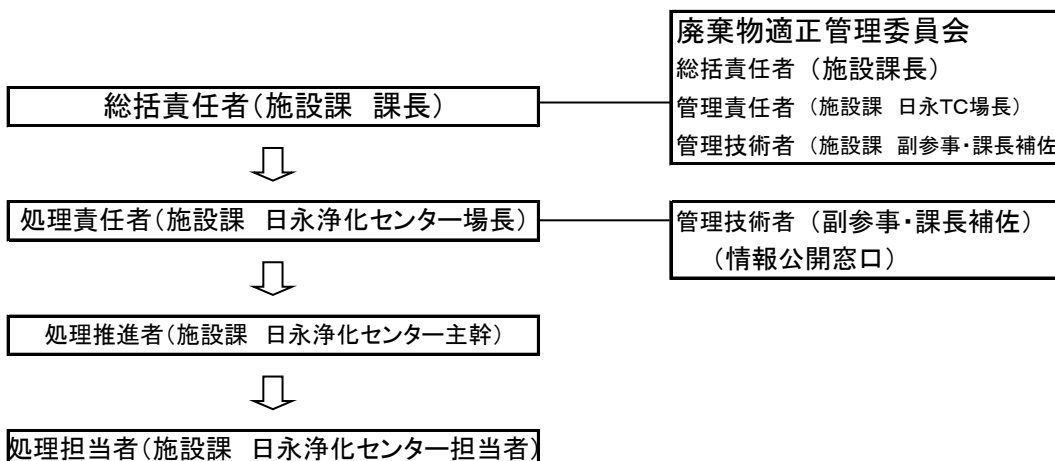 廃棄物適正管理委員会
総括責任者（施設課長）
管理責任者（施設課　日永TC場長）
管理技術者（施設課　副参事・課長補佐
総括責任者（施設課　課長）
処理責任者（施設課　日永浄化センター場長）
管理技術者（副参事・課長補佐）
（情報公開窓口）
処理推進者（施設課　日永浄化センター主幹）
処理担当者（施設課　日永浄化センター担当者）